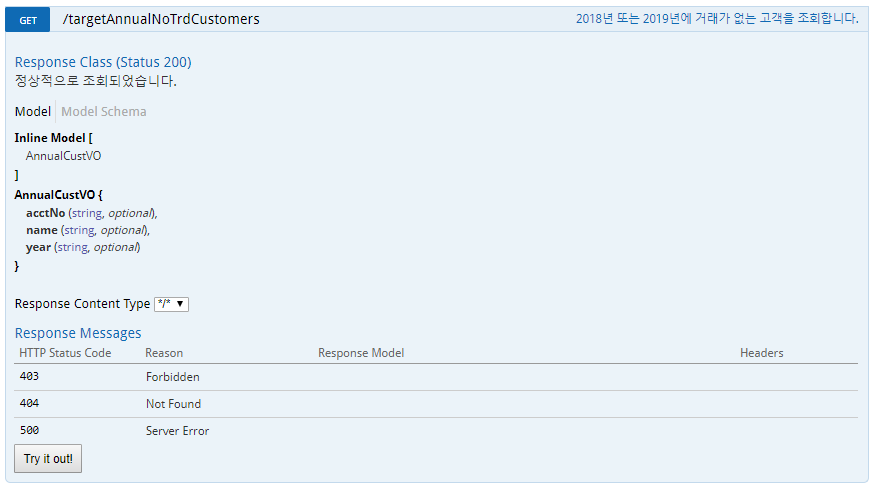 GET /targetAnnualNoTrdCustomers 2018년 또는 2019년에 거래가 없는 고객을 조회합니다.
Response Class (Status 200)
정상적으로 조회되었습니다.
Model Model Schema
Inline Model [
AnnualCustVO
]
AnnualCustVO {
acctNo (string, optional),
name (string, optional),
year (string, optional)
}
Response Content Type */* ▼
Response Messages
HTTP Status Code Reason Response Model Headers
403 Forbidden
404 Not Found
500 Server Error
Try it out!